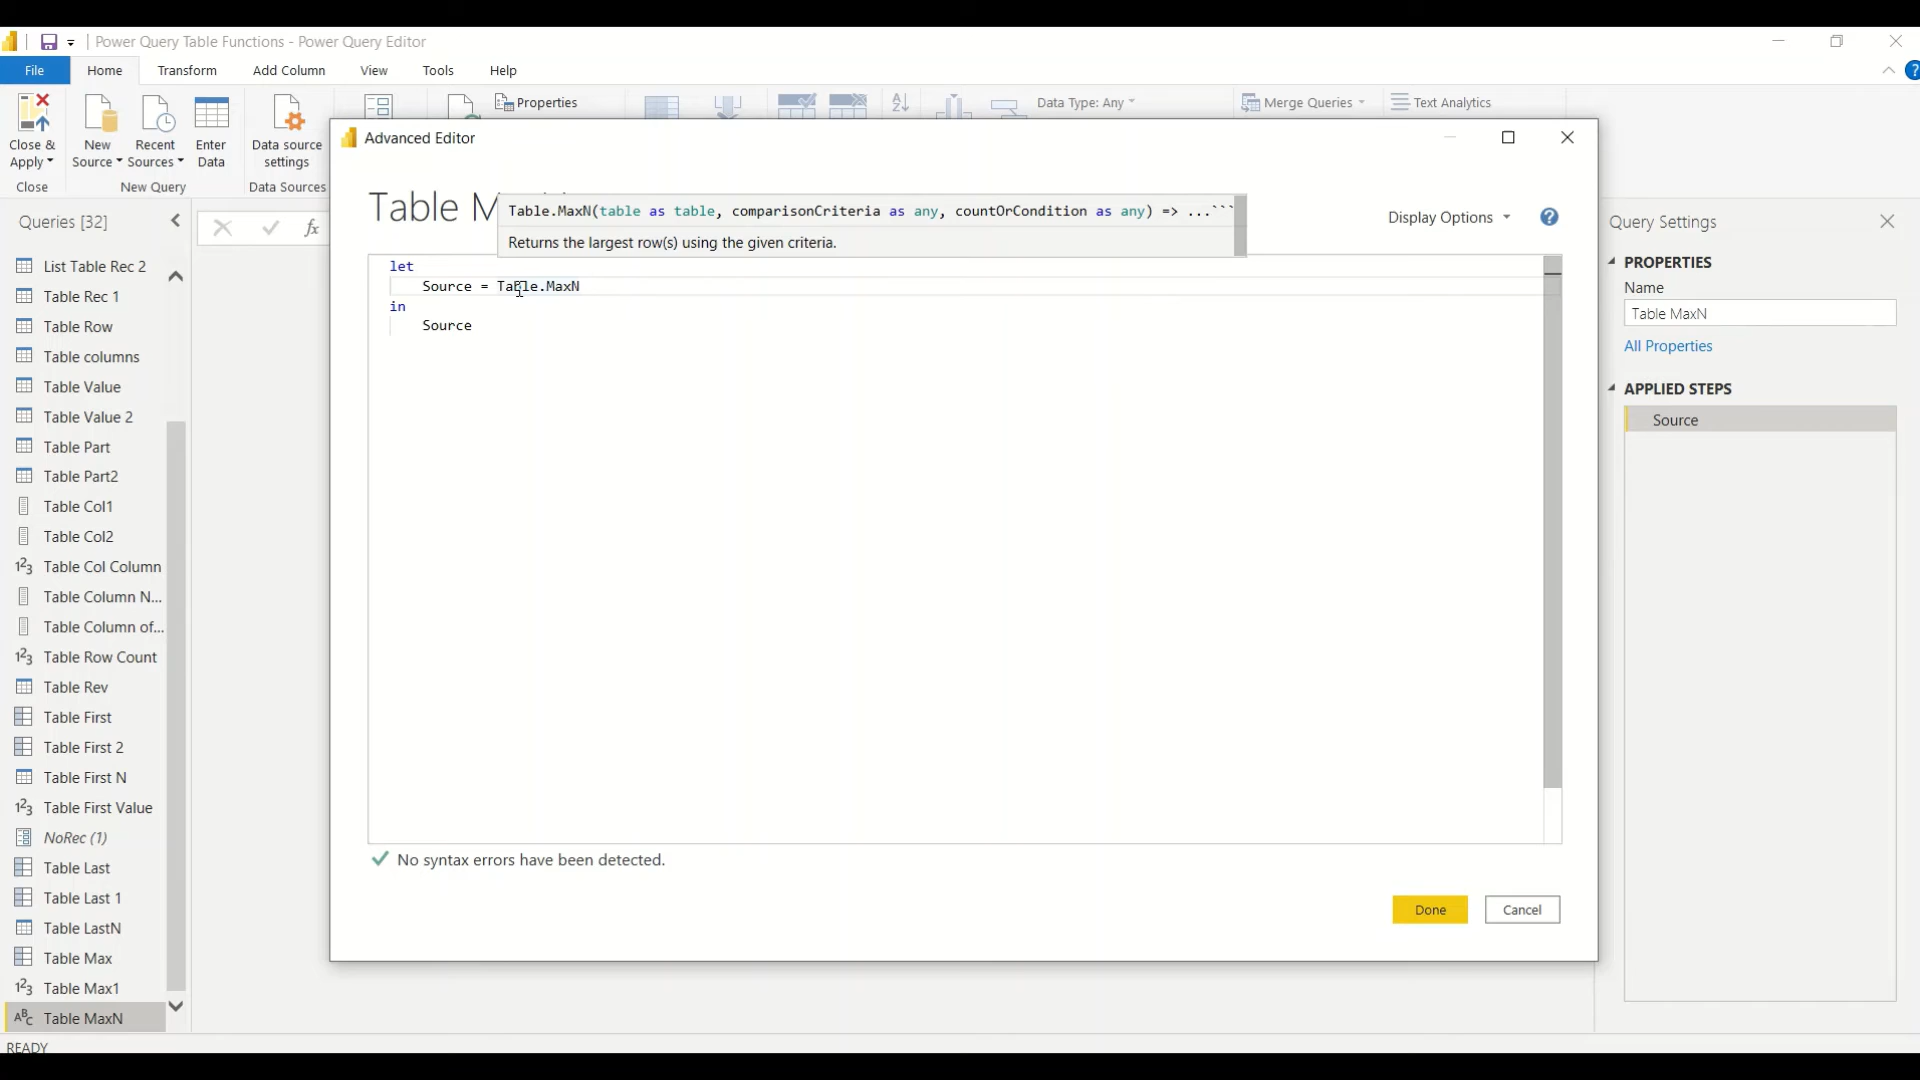 Power Query Table Functions - Power Query Editor
File
Home
Transform
Add Column
View
Tools
Help
Close &
Apply
Close
New
Source
Recent
Sources
Enter
Data
New Query
Data source
settings
Data Sources
Properties
Data Type: Any
Merge Queries
Text Analytics
Queries [32]
List Table Rec 2
Table Rec 1
Table Row
Table columns
Table Value
Table Value 2
Table Part
Table Part2
Table Col1
Table Col2
Table Col Column
Table Column N...
Table Column of...
Table Row Count
Table Rev
Table First
Table First 2
Table First N
Table First Value
NoRec (1)
Table Last
Table Last 1
Table LastN
Table Max
Table Max1
Table MaxN
READY
fx
Advanced Editor
Table M
Table.MaxN(table as table, comparisonCriteria as any, countOrCondition as any) => ...```
Returns the largest row(s) using the given criteria.
Display Options
let
Source = Table.MaxN
in
Source
No syntax errors have been detected.
Done
Cancel
Query Settings
PROPERTIES
Name
Table MaxN
All Properties
APPLIED STEPS
Source